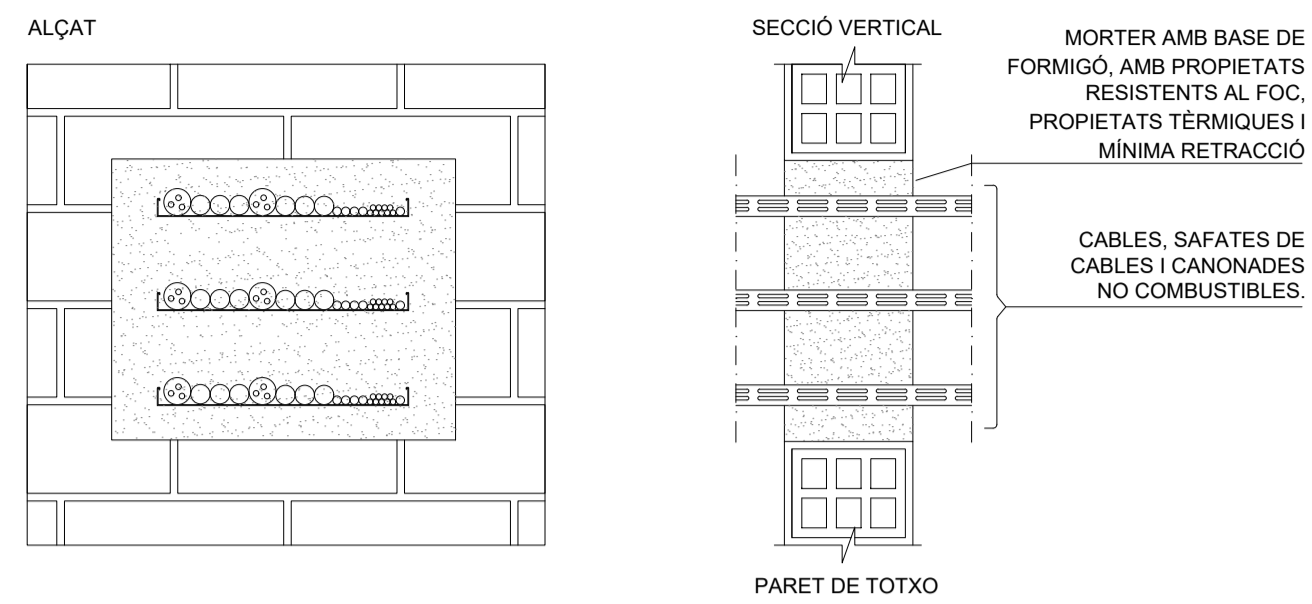 ALÇAT
SECCIÓ VERTICAL
MORTER AMB BASE DE
FORMIGÓ, AMB PROPIETATS
RESISTENTS AL FOC,
PROPIETATS TÈRMIQUES I
MÍNIMA RETRACCIÓ
CABLES, SAFATES DE
CABLES I CANONADES
NO COMBUSTIBLES.
PARET DE TOTXO